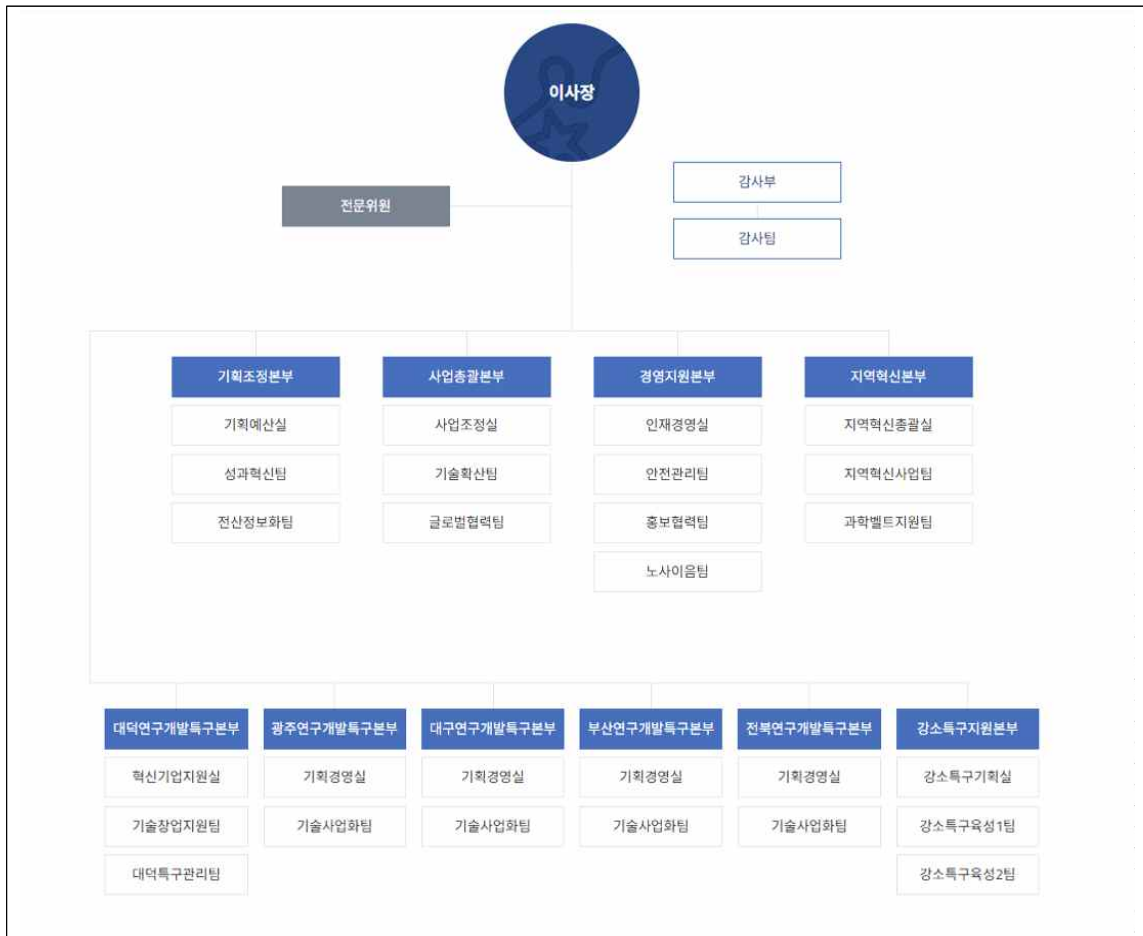 이사장
감사부
전문위원
감사팀
기획조정본부
사업총괄본부
경영지원본부
지역혁신본부
기획예산실
사업조정실
인재경영실
지역혁신총괄실
성과혁신팀
기술확산팀
안전관리팀
지역혁신사업팀
전산정보화팀
글로벌협력팀
홍보협력팀
과학벨트지원팀
노사이음팀
대덕연구개발특구본부
광주연구개발특구본부
대구연구개발특구본부
부산연구개발특구본부
전북연구개발특구본부
강소특구지원본부
혁신기업지원실
기획경영실
기획경영실
기획경영실
기획경영실
강소특구기획실
기술창업지원팀
기술사업화팀
기술사업화팀
기술사업화팀
기술사업화팀
강소특구육성1팀
대덕특구관리팀
강소특구육성2팀